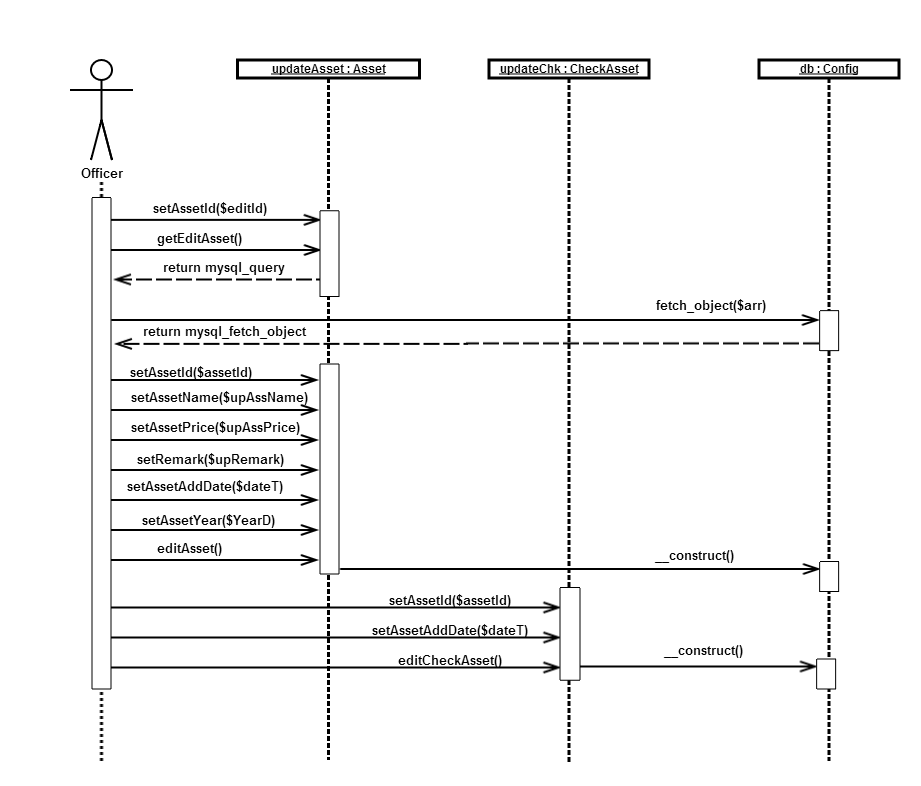 updateAsset : Asset
updateChk : CheckAsset
db : Config
Officer
setAssetId($editId)
getEditAsset()
return mysql_query
fetch_object($arr)
return mysql_fetch_object
setAssetId($assetId)
setAssetName($upAssName)
setAssetPrice($upAssPrice)
setRemark($upRemark)
setAssetAddDate($dateT)
setAssetYear($YearD)
editAsset()
__construct()
setAssetId($assetId)
setAssetAddDate($dateT)
editCheckAsset()
__construct()